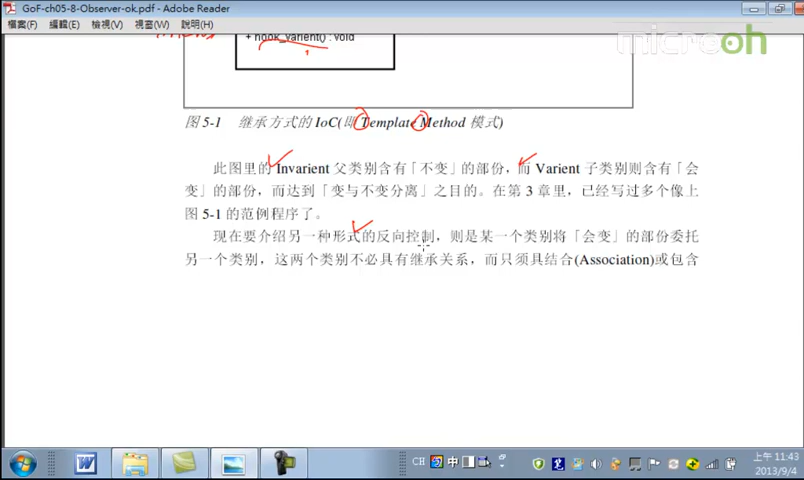 GoF-ch05-8-Observer-ok.pdf - Adobe Reader
檔案(F) 編輯(E) 檢視(V) 視窗(W) 說明(H)
microoh
+ hook_varient() : void
图 5-1 继承方式的 IoC(即 Template Method 模式)
此图里的 Invarient 父类别含有「不变」的部份，而 Varient 子类别则含有「会
变」的部份，而达到「变与不变分离」之目的。在第 3 章里，已经写过多个像上
图 5-1 的范例程序了。
现在要介绍另一种形式的反向控制，则是某一个类别将「会变」的部份委托
另一个类别，这两个类别不必具有继承关系，而只须具结合(Association)或包含
CH 中
上午 11:43
2013/9/4